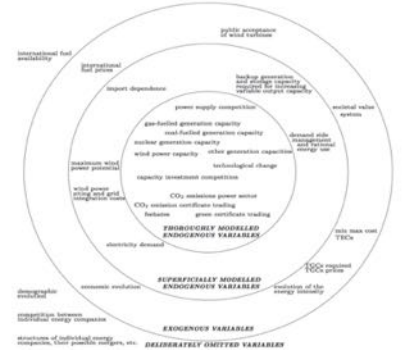 public acceptance
of wind turbines
international fuel
availability
international
fuel prices
import dependence
backup generation
and storage capacity
required for increasing
variable output capacity
power supply competition
societal value
system
gas-fuelled generation capacity
coal-fuelled generation capacity
demand side
management
and rational
energy use
nuclear generation capacity
wind power capacity
other generation capacities
maximum wind
power potential
technological change
capacity investment competition
wind power
siting and grid
integration costs
CO₂ emissions power sector
CO₂ emission certificate trading
green certificate trading
THOROUGHLY MODELLED
ENDOGENOUS VARIABLES
electricity demand
mix max cost
TGCs required
TGCs prices
SUPERFICIALLY MODELLED
ENDOGENOUS VARIABLES
economic evolution
evolution of the
energy intensity
demographic
evolution
competition between
individual energy companies
EXOGENOUS VARIABLES
structures of individual energy
companies, their possible mergers, etc.
DELIBERATELY OMITTED VARIABLES